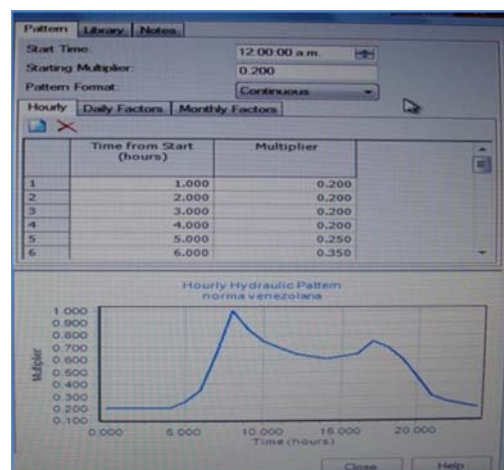 Pattern Library Notes
Start Time: 12:00:00 a.m.
Starting Multiplier: 0.200
Pattern Format: Continuous
Hourly Daily Factors Monthly Factors
Time from Start (hours) Multiplier
1 1.000 0.200
2 2.000 0.200
3 3.000 0.200
4 4.000 0.200
5 5.000 0.250
6 6.000 0.350
Hourly Hydraulic Pattern
norma venezolana
Multiplier
1.000
0.900
0.800
0.700
0.600
0.500
0.400
0.300
0.200
0.100
0.000 5.000 10.000 15.000 20.000
Time (hours)
Close Help